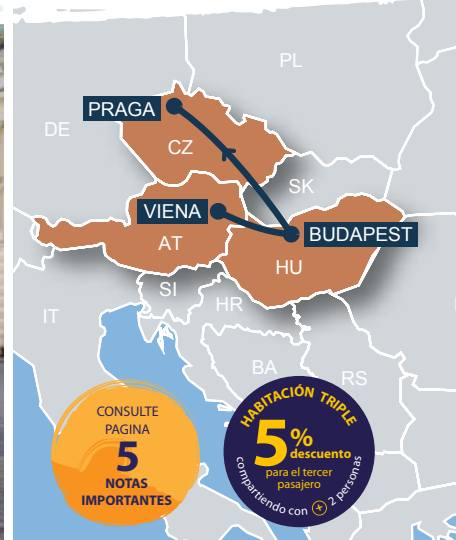 PL
PRAGA
DE
CZ
SK
VIENA
BUDAPEST
AT
HU
SI
HR
IT
BA
RS
CONSULTE
PAGINA
5
NOTAS
IMPORTANTES
HABITACIÓN TRIPLE
5%
descuento
para el tercer
pasajero
compartiendo con + 2 personas